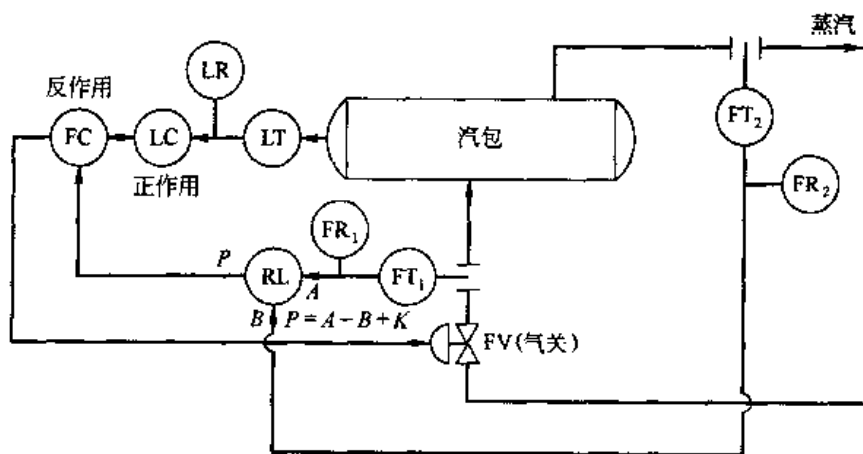 蒸汽
LR
反作用
FC
LC
LT
汽包
FT₂
正作用
FR₂
FR₁
P
RL
A
FT₁
B P=A-B+K
FV(气关)